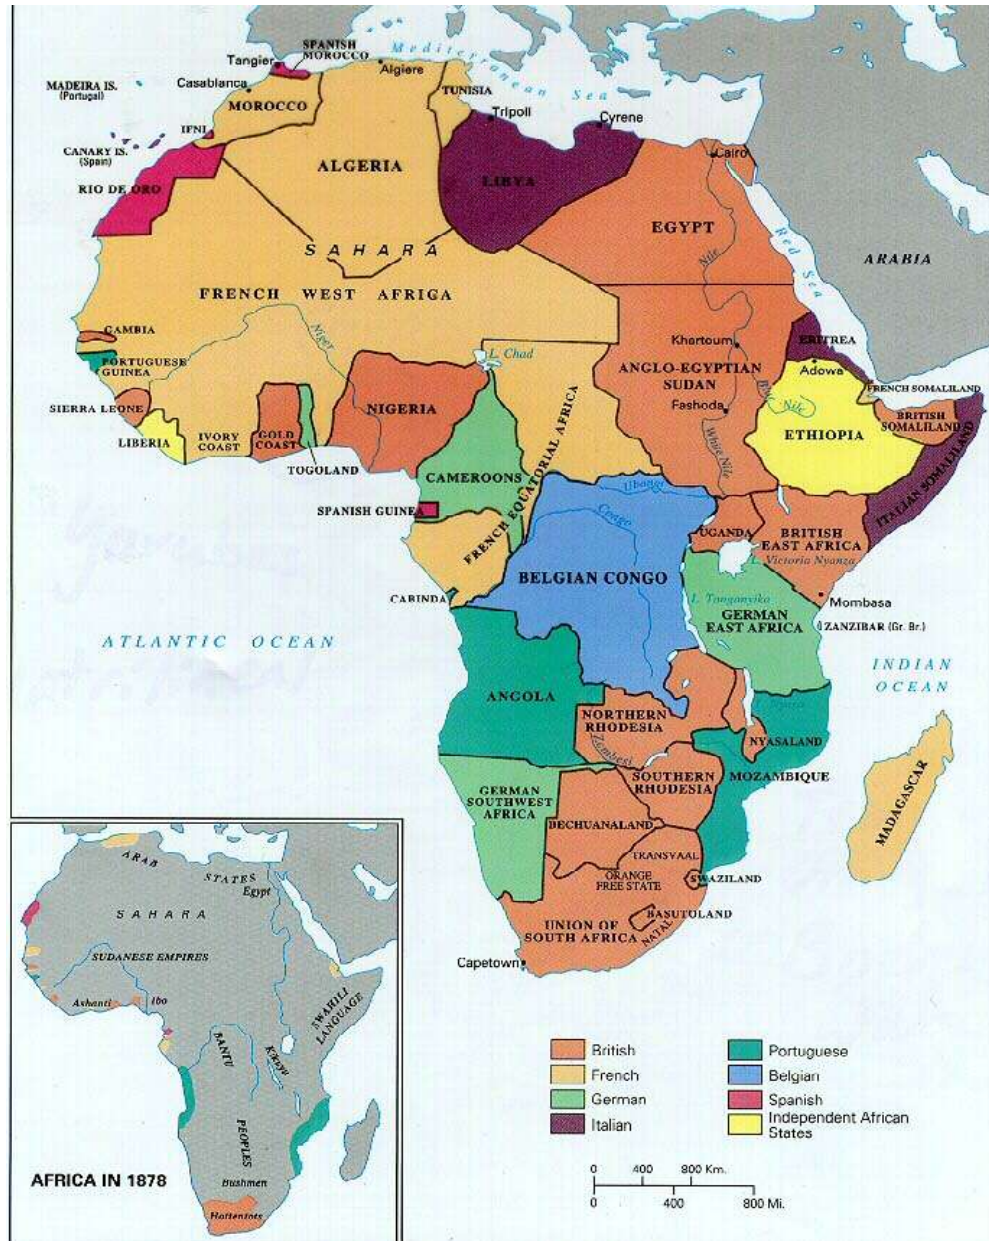 SPANISH
MOROCCO
Mediterranean Sea
Tangier
Algiere
Casablanca
MADEIRA IS.
(Portugal)
MOROCCO
TUNISIA
Tripoli
Cyrene
IFNI
CANARY IS.
(Spain)
ALGERIA
LIBYA
Cairo
RIO DE ORO
EGYPT
SAHARA
Nile
Red Sea
ARABIA
FRENCH WEST AFRIGA
GAMBIA
Niger
L. Chad
Khartoum
ERITREA
PORTUGUESE
GUINEA
ANGLO-EGYPTIAN
SUDAN
Adowa
FRENCH SOMALILAND
SIERRA LEONE
NIGERIA
Fashoda
Blue Nile
BRITISH
SOMALILAND
LIBERIA
IVORY
COAST
GOLD
COAST
ETHIOPIA
TOGOLAND
White Nile
ITALIAN SOMALILAND
CAMEROONS
FRENCH EQUATORIAL AFRICA
Ubangi
SPANISH GUINEA
Congo
UGANDA
BRITISH
EAST AFRICA
L. Victoria Nyanza
BELGIAN CONGO
CABINDA
L. Tanganyika
Mombasa
GERMAN
EAST AFRICA
ZANZIBAR (Gr. Br.)
ATLANTIC OCEAN
INDIAN
OCEAN
ANGOLA
NORTHERN
RHODESIA
Nyasa
NYASALAND
Zambesi
SOUTHERN
RHODESIA
MOZAMBIQUE
MADAGASCAR
GERMAN
SOUTHWEST
AFRICA
BECHUANALAND
TRANSVAAL
ORANGE
FREE STATE
SWAZILAND
BASUTOLAND
UNION OF
SOUTH AFRICA
NATAL
Capetown
ARAB
STATES
Egypt
SAHARA
SUDANESE EMPIRES
Ashanti
Ibo
SWAHILI
LANGUAGE
BANTU
Kikuyu
PEOPLES
Bushmen
Hottentots
AFRICA IN 1878
British
French
German
Italian
Portuguese
Belgian
Spanish
Independent African
States
0 400 800 Km.
0 400 800 Mi.